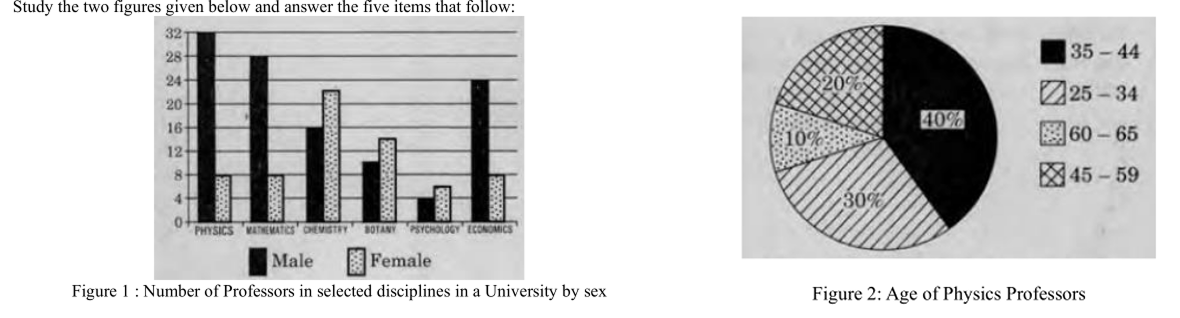 Study the two figures given below and answer the five items that follow:
32
28
24
20
16
12
8
4
0
PHYSICS MATHEMATICS CHEMISTRY BOTANY PSYCHOLOGY ECONOMICS
Male Female
Figure 1 : Number of Professors in selected disciplines in a University by sex
20%
40%
10%
30%
35 – 44
25 – 34
60 – 65
45 – 59
Figure 2: Age of Physics Professors